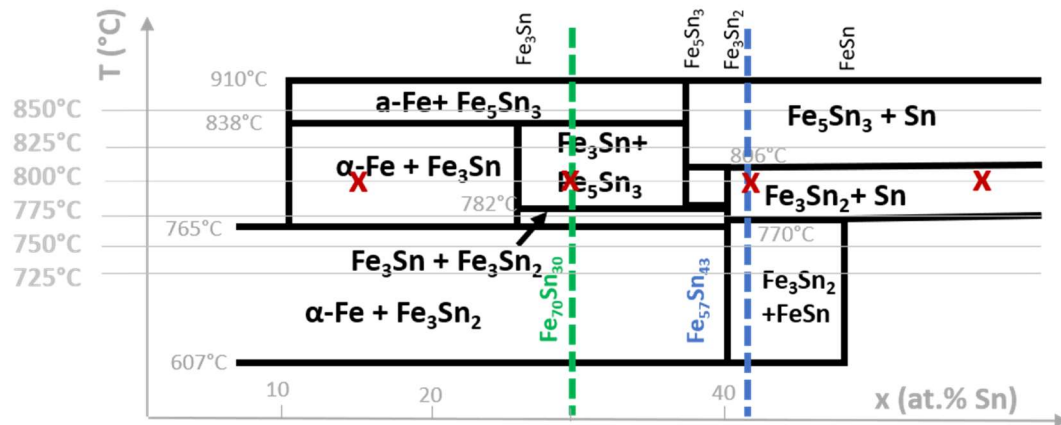 T (°C)
Fe₃Sn
Fe₅Sn₃
Fe₃Sn₂
FeSn
910°C
850°C
a-Fe+ Fe₅Sn₃
Fe₅Sn₃ + Sn
838°C
825°C
Fe₃Sn+
Fe₅Sn₃
806°C
α-Fe + Fe₃Sn
800°C
X
X
X
X
Fe₃Sn₂+ Sn
782°C
775°C
765°C
770°C
750°C
Fe₃Sn + Fe₃Sn₂
725°C
Fe₇₀Sn₃₀
Fe₅₇Sn₄₃
Fe₃Sn₂
+FeSn
α-Fe + Fe₃Sn₂
607°C
10
20
40
x (at.% Sn)